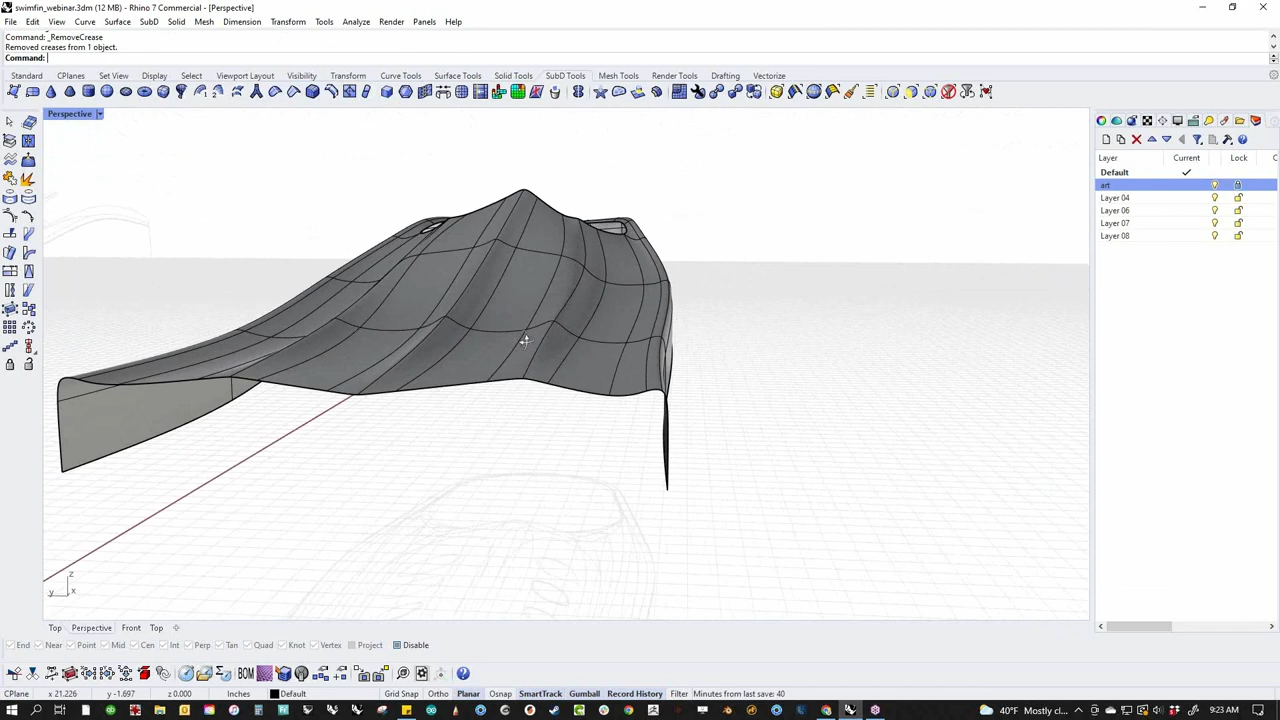 swimfin_webinar.3dm (12 MB) - Rhino 7 Commercial - [Perspective]
File Edit View Curve Surface SubD Solid Mesh Dimension Transform Tools Analyze Render Panels Help
Command: _RemoveCrease
Removed creases from 1 object.
Command:
Standard CPlanes Set View Display Select Viewport Layout Visibility Transform Curve Tools Surface Tools Solid Tools SubD Tools Mesh Tools Render Tools Drafting Vectorize
Perspective
Layer Current Lock C
Default
art
Layer 04
Layer 06
Layer 07
Layer 08
z
y x
Top Perspective Front Top
End Near Point Mid Cen Int Perp Tan Quad Knot Vertex Project Disable
BOM
CPlane x 21.226 y -1.697 z 0.000 Inches Default Grid Snap Ortho Planar Osnap SmartTrack Gumball Record History Filter Minutes from last save: 40
40°F Mostly cl... 9:23 AM